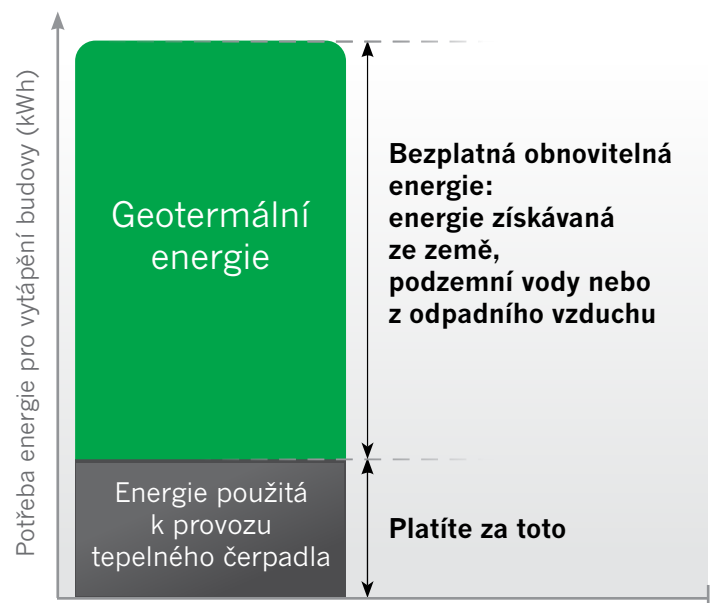 Potřeba energie pro vytápění budovy (kWh)
Geotermální
energie
Bezplatná obnovitelná
energie:
energie získávaná
ze země,
podzemní vody nebo
z odpadního vzduchu
Energie použitá
k provozu
tepelného čerpadla
Platíte za toto